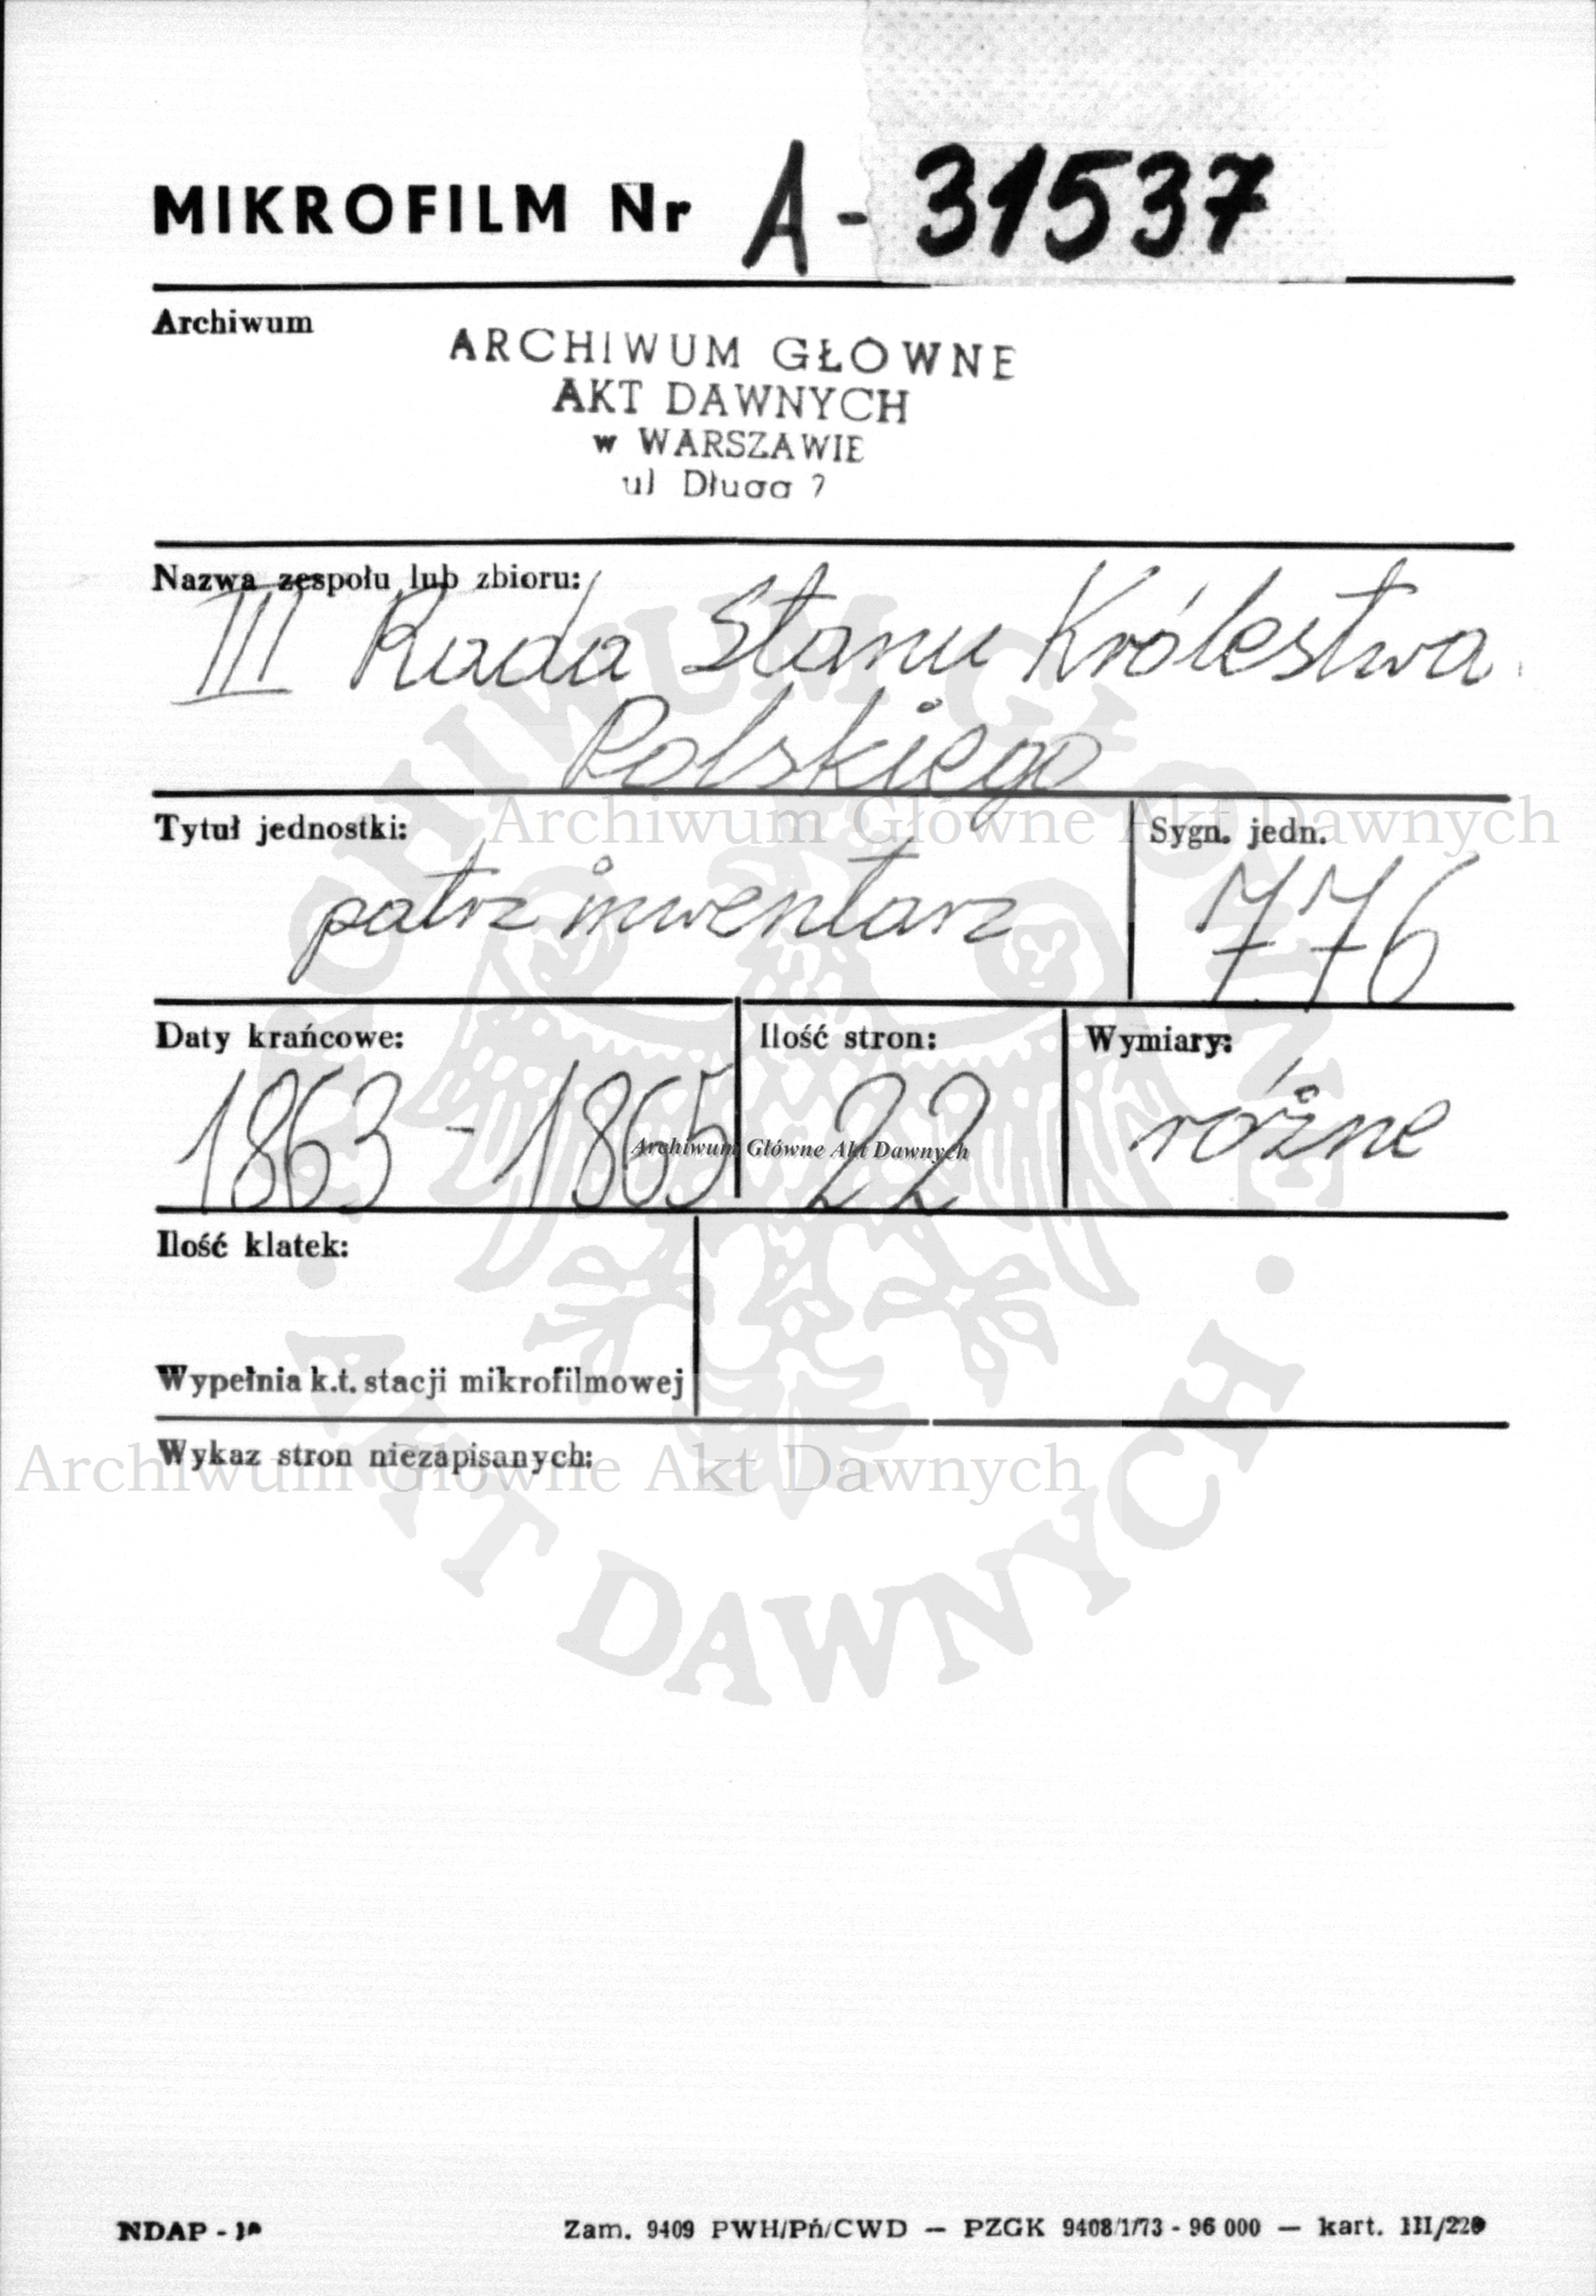 MIKROFILM Nr A - 31537
Archiwum
ARCHIWUM GŁÓWNE
AKT DAWNYCH
w WARSZAWIE
ul Długa 7
Nazwa zespołu lub zbioru:
III Rada Stanu Królestwa
Polskiego
Archiwum Główne Akt Dawnych
Tytuł jednostki:
Sygn. jedn.
patrz inwentarz
776
Daty krańcowe:
Ilość stron:
Wymiary:
1863 - 1865
22
różne
Archiwum Główne Akt Dawnych
Ilość klatek:
Wypełnia k.t. stacji mikrofilmowej
Wykaz stron niezapisanych:
Archiwum Główne Akt Dawnych
ARCHIWUM GŁÓWNE
· AKT DAWNYCH ·
NDAP -
Zam. 9409 PWH/Pń/CWD — PZGK 9408/1/73 - 96 000 — kart. III/220